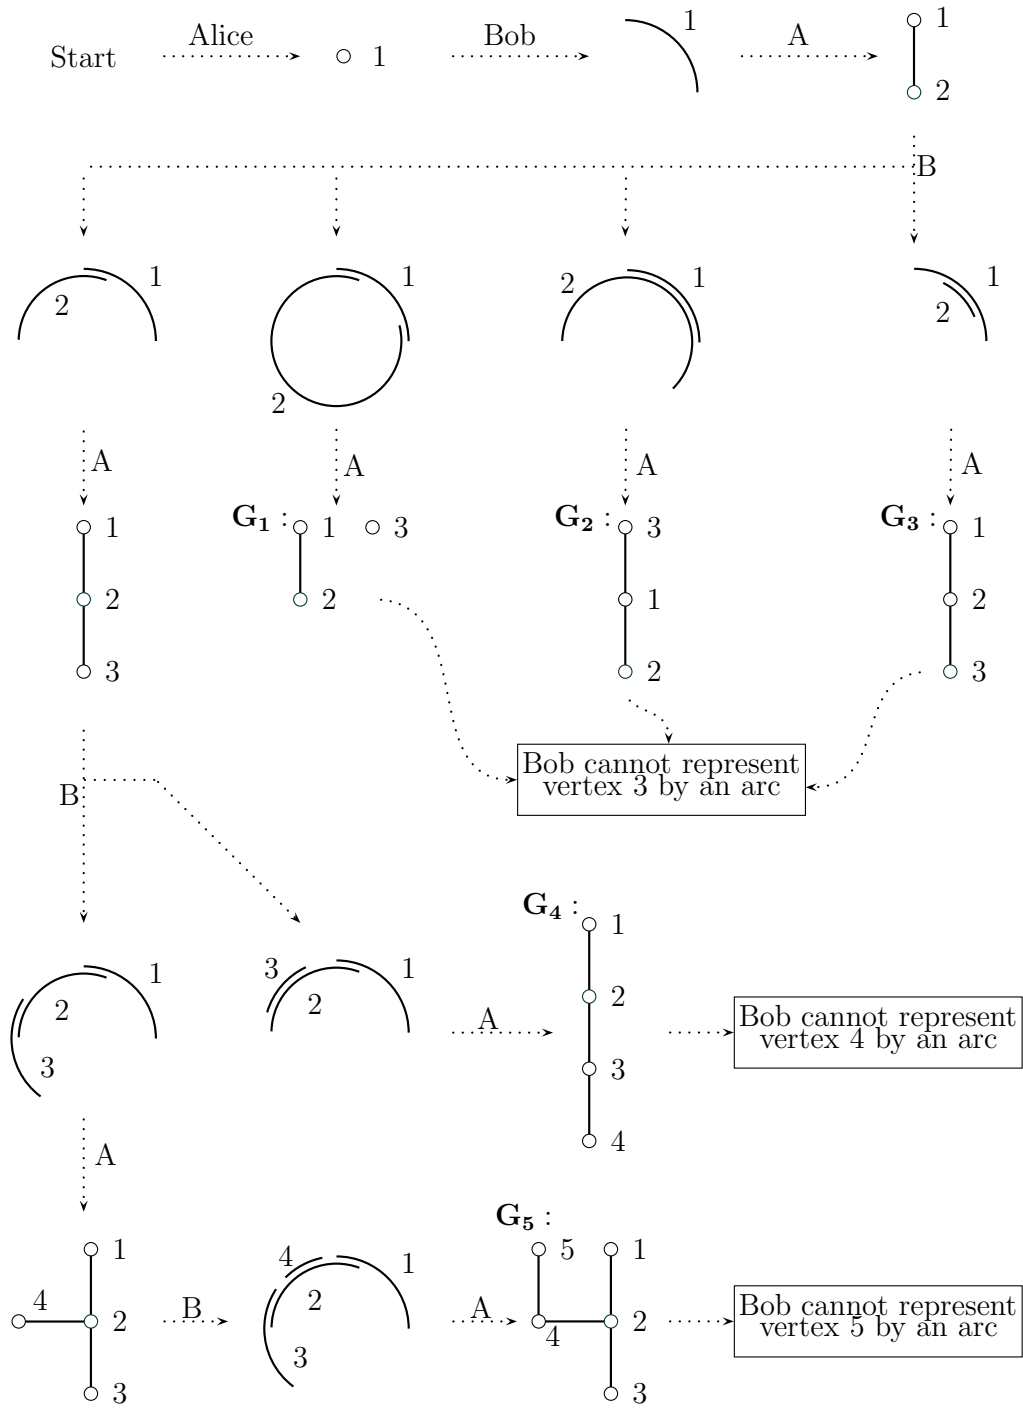 Start
Alice
1
Bob
1
A
1
2
B
1
2
1
2
2
1
1
2
A
A
A
A
G₁ :
G₂ :
G₃ :
1
1
3
3
1
2
2
1
2
3
2
3
Bob cannot represent
vertex 3 by an arc
B
G₄ :
1
2
3
4
1
2
3
3
1
2
A
Bob cannot represent
vertex 4 by an arc
A
G₅ :
1
4
2
3
B
4
1
2
3
A
5
1
4
2
3
Bob cannot represent
vertex 5 by an arc